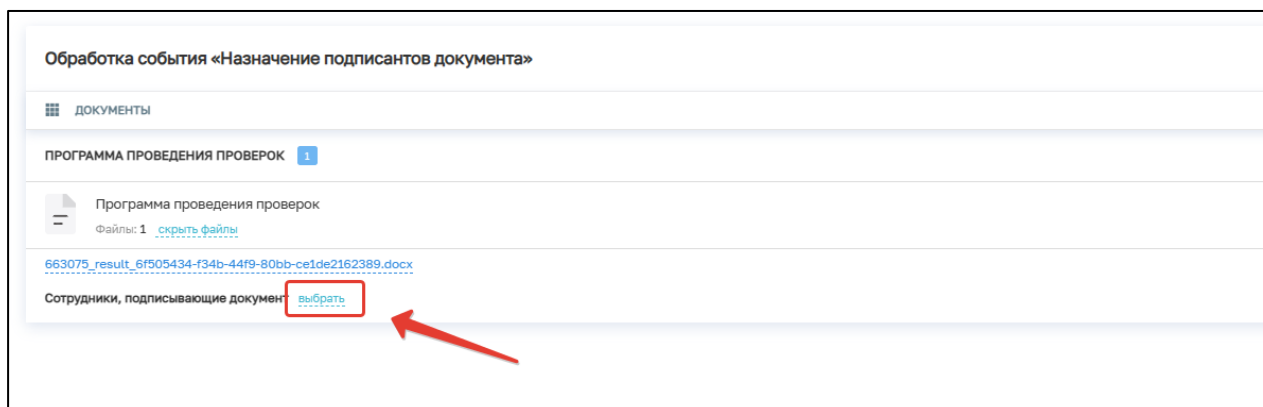 Обработка события «Назначение подписантов документа»
ДОКУМЕНТЫ
ПРОГРАММА ПРОВЕДЕНИЯ ПРОВЕРОК 1
Программа проведения проверок
Файлы: 1 скрыть файлы
663075_result_6f505434-f34b-44f9-80bb-ce1de2162389.docx
Сотрудники, подписывающие документ выбрать